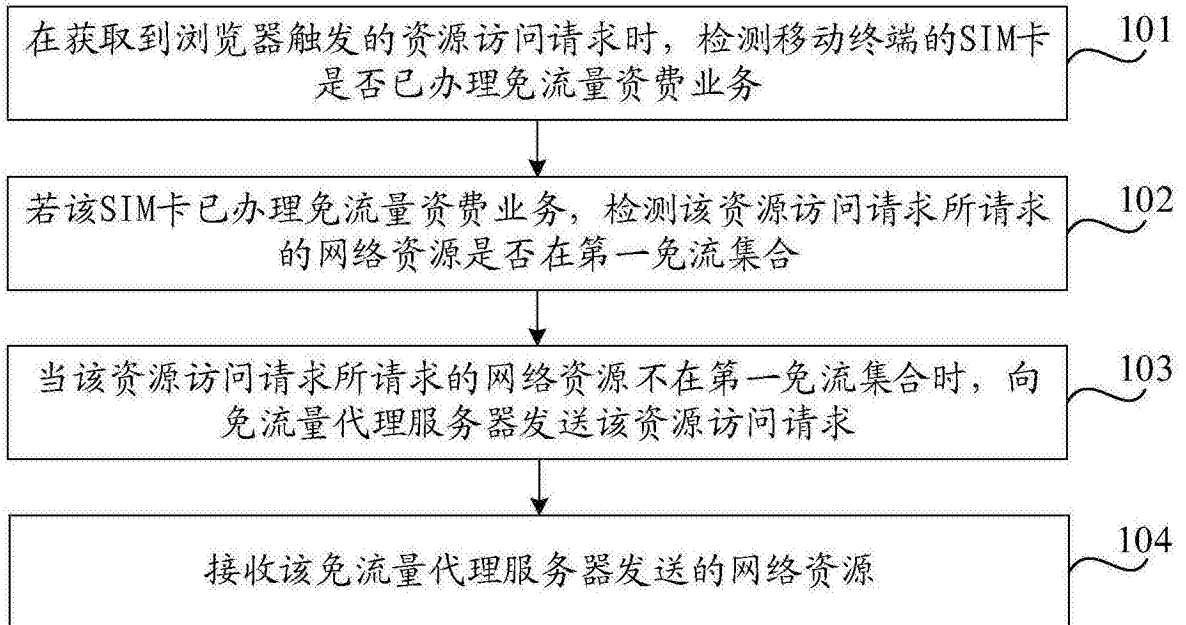 在获取到浏览器触发的资源访问请求时，检测移动终端的SIM卡
是否已办理免流量资费业务
101
若该SIM卡已办理免流量资费业务，检测该资源访问请求所请求
的网络资源是否在第一免流集合
102
当该资源访问请求所请求的网络资源不在第一免流集合时，向
免流量代理服务器发送该资源访问请求
103
接收该免流量代理服务器发送的网络资源
104